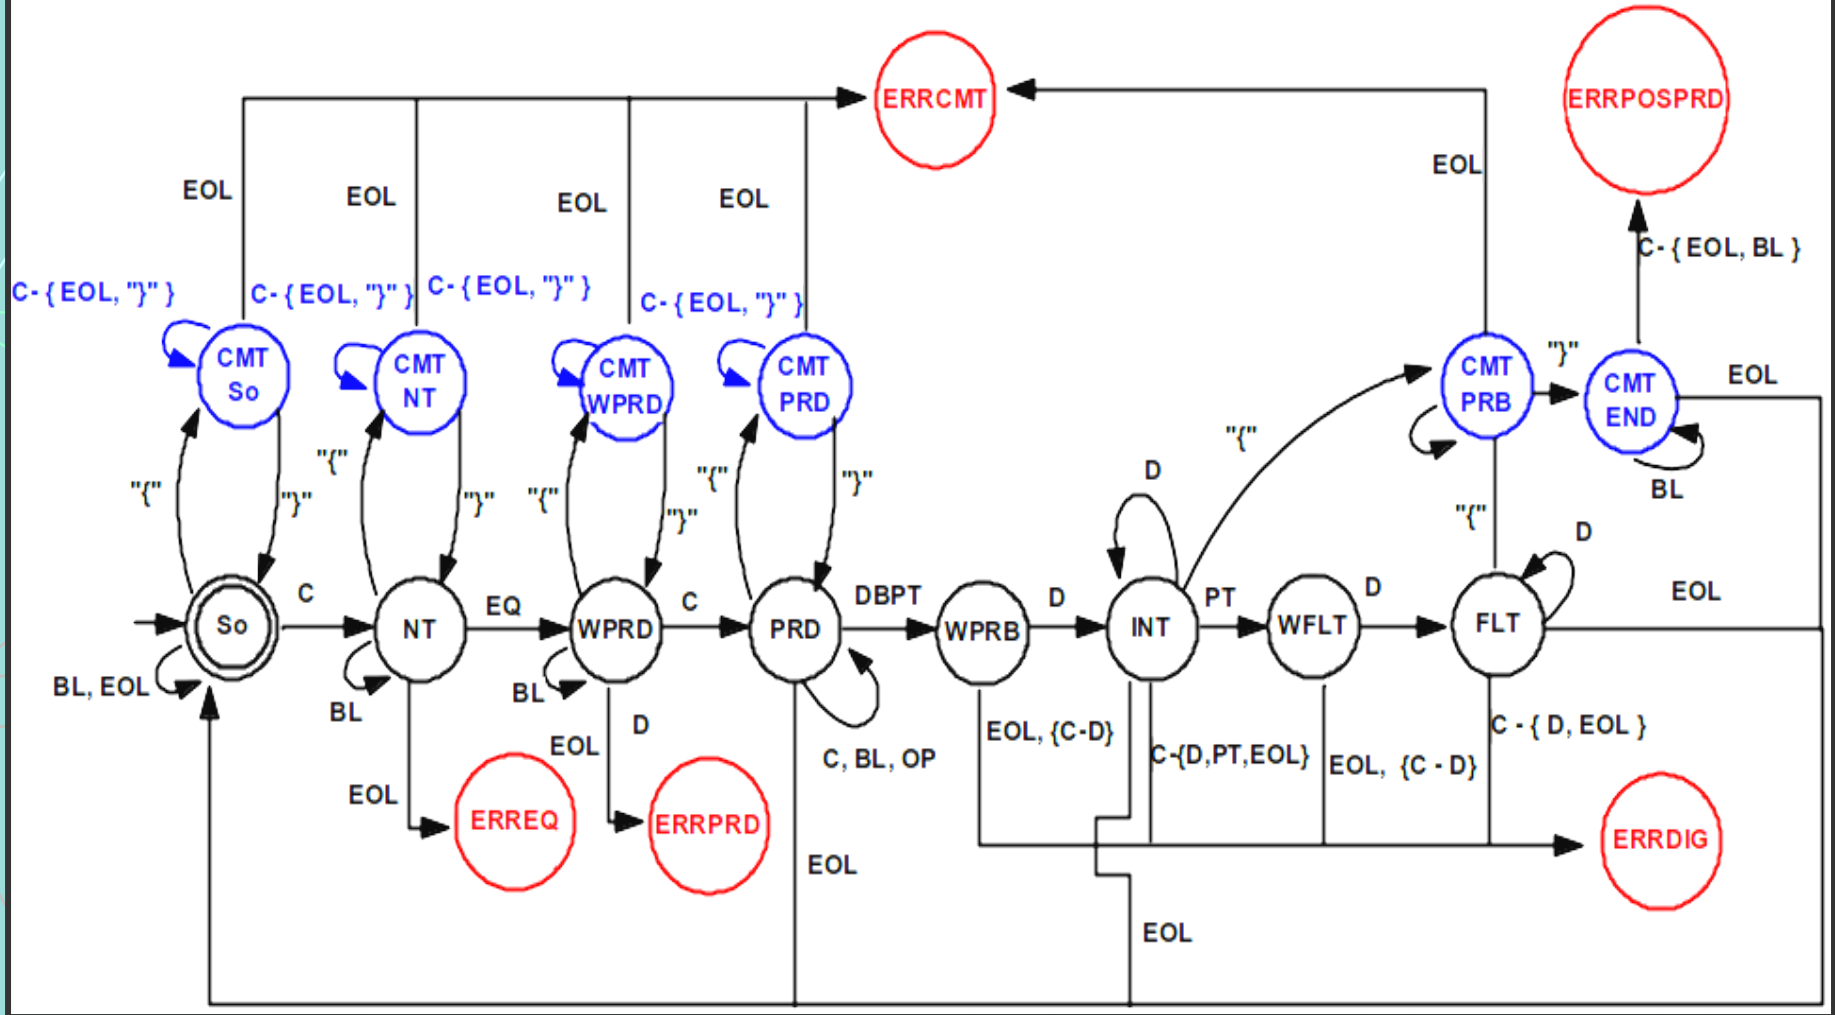 ERRCMT
ERRPOSPRD
EOL
EOL
EOL
EOL
EOL
C- { EOL, BL }
C- { EOL, "}" }
C- { EOL, "}" }
C- { EOL, "}" }
C- { EOL, "}" }
CMT
So
CMT
NT
CMT
WPRD
CMT
PRD
CMT
PRB
"}"
CMT
END
EOL
"{"
"}"
"{"
"}"
"{"
"}"
"{"
"}"
"{"
D
"{"
BL
D
So
C
NT
EQ
WPRD
C
PRD
DBPT
WPRB
D
INT
PT
WFLT
D
FLT
EOL
BL, EOL
BL
BL
D
EOL
C, BL, OP
EOL, {C-D}
C-{D,PT,EOL}
EOL, {C - D}
C - { D, EOL }
EOL
ERREQ
ERRPRD
ERRDIG
EOL
EOL